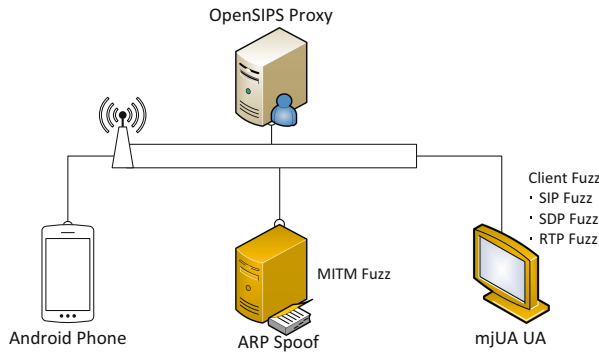 OpenSIPS Proxy
Client Fuzz
· SIP Fuzz
· SDP Fuzz
· RTP Fuzz
MITM Fuzz
Android Phone
ARP Spoof
mjUA UA